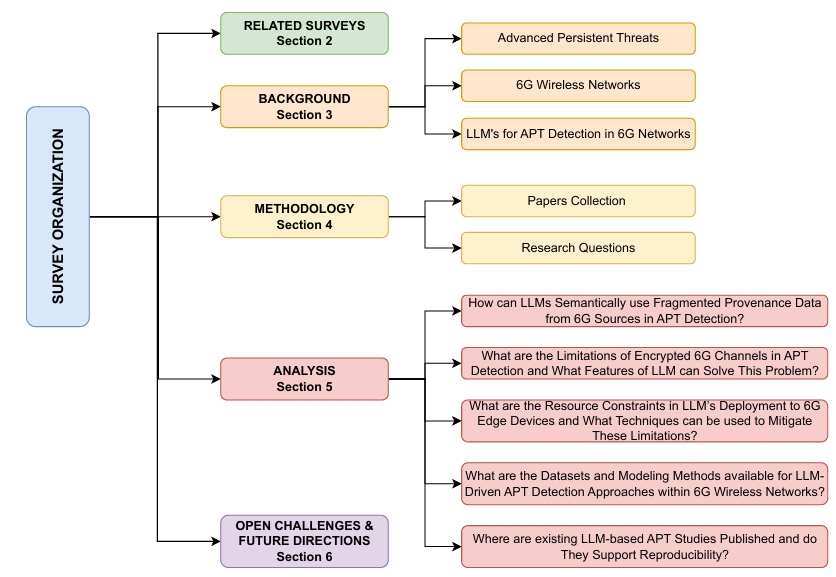 SURVEY ORGANIZATION
RELATED SURVEYS
Section 2
BACKGROUND
Section 3
Advanced Persistent Threats
6G Wireless Networks
LLM's for APT Detection in 6G Networks
METHODOLOGY
Section 4
Papers Collection
Research Questions
ANALYSIS
Section 5
How can LLMs Semantically use Fragmented Provenance Data
from 6G Sources in APT Detection?
What are the Limitations of Encrypted 6G Channels in APT
Detection and What Features of LLM can Solve This Problem?
What are the Resource Constraints in LLM's Deployment to 6G
Edge Devices and What Techniques can be used to Mitigate
These Limitations?
What are the Datasets and Modeling Methods available for LLM-
Driven APT Detection Approaches within 6G Wireless Networks?
Where are existing LLM-based APT Studies Published and do
They Support Reproducibility?
OPEN CHALLENGES &
FUTURE DIRECTIONS
Section 6